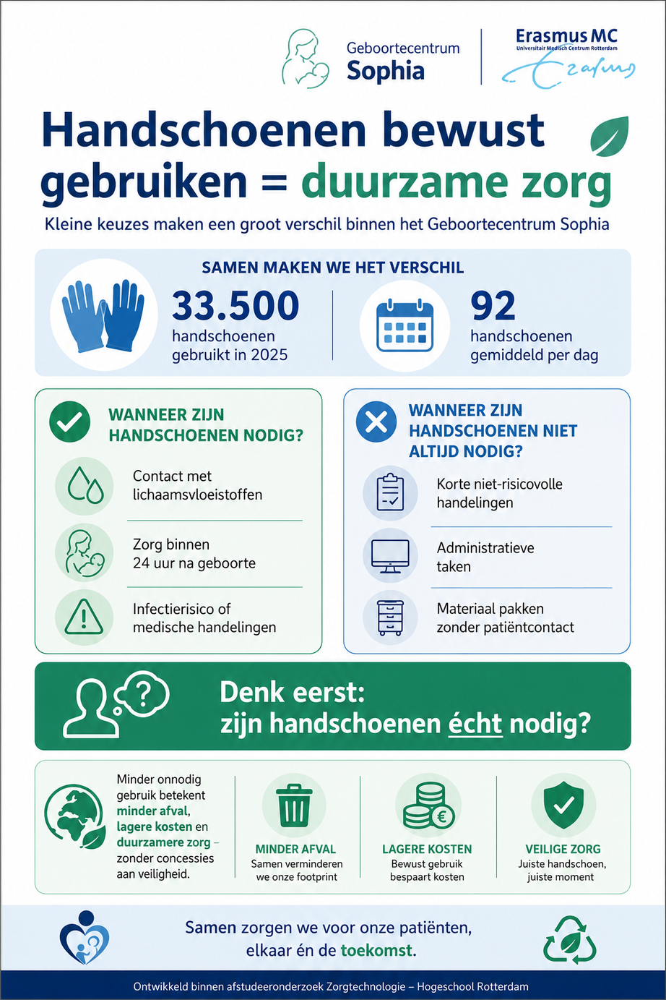 Geboortecentrum
Sophia
Erasmus MC
Universitair Medisch Centrum Rotterdam
Erasmus
Handschoenen bewust
gebruiken = duurzame zorg
Kleine keuzes maken een groot verschil binnen het Geboortecentrum Sophia
SAMEN MAKEN WE HET VERSCHIL
33.500
handschoenen
gebruikt in 2025
92
handschoenen
gemiddeld per dag
WANNEER ZIJN
HANDSCHOENEN NODIG?
Contact met
lichaamsvloeistoffen
Zorg binnen
24 uur na geboorte
Infectierisico of
medische handelingen
WANNEER ZIJN
HANDSCHOENEN NIET
ALTIJD NODIG?
Korte niet-risicovolle
handelingen
Administratieve
taken
Materiaal pakken
zonder patiëntcontact
?
Denk eerst:
zijn handschoenen écht nodig?
Minder onnodig
gebruik betekent
minder afval,
lagere kosten en
duurzamere zorg –
zonder concessies
aan veiligheid.
MINDER AFVAL
Samen verminderen
we onze footprint
€
LAGERE KOSTEN
Bewust gebruik
bespaart kosten
VEILIGE ZORG
Juiste handschoen,
juiste moment
Samen zorgen we voor onze patiënten,
elkaar én de toekomst.
Ontwikkeld binnen afstudeeronderzoek Zorgtechnologie – Hogeschool Rotterdam